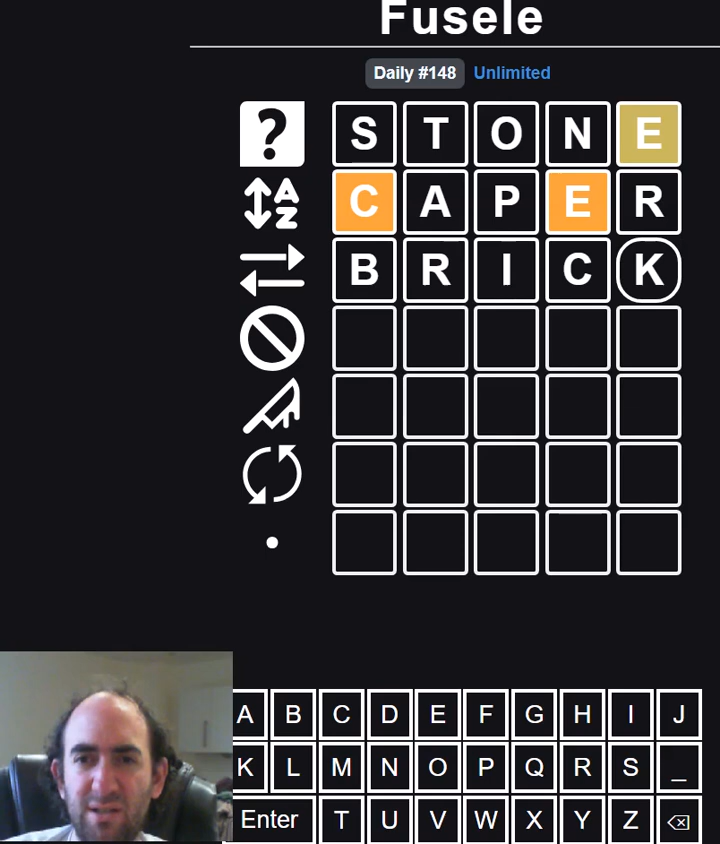 Fusele
Daily #148 Unlimited
? S T O N E
A Z C A P E R
B R I C K
A B C D E F G H I J
K L M N O P Q R S _
Enter T U V W X Y Z